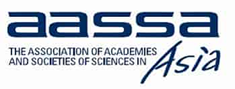 aassa
THE ASSOCIATION OF ACADEMIES
AND SOCIETIES OF SCIENCES IN Asia